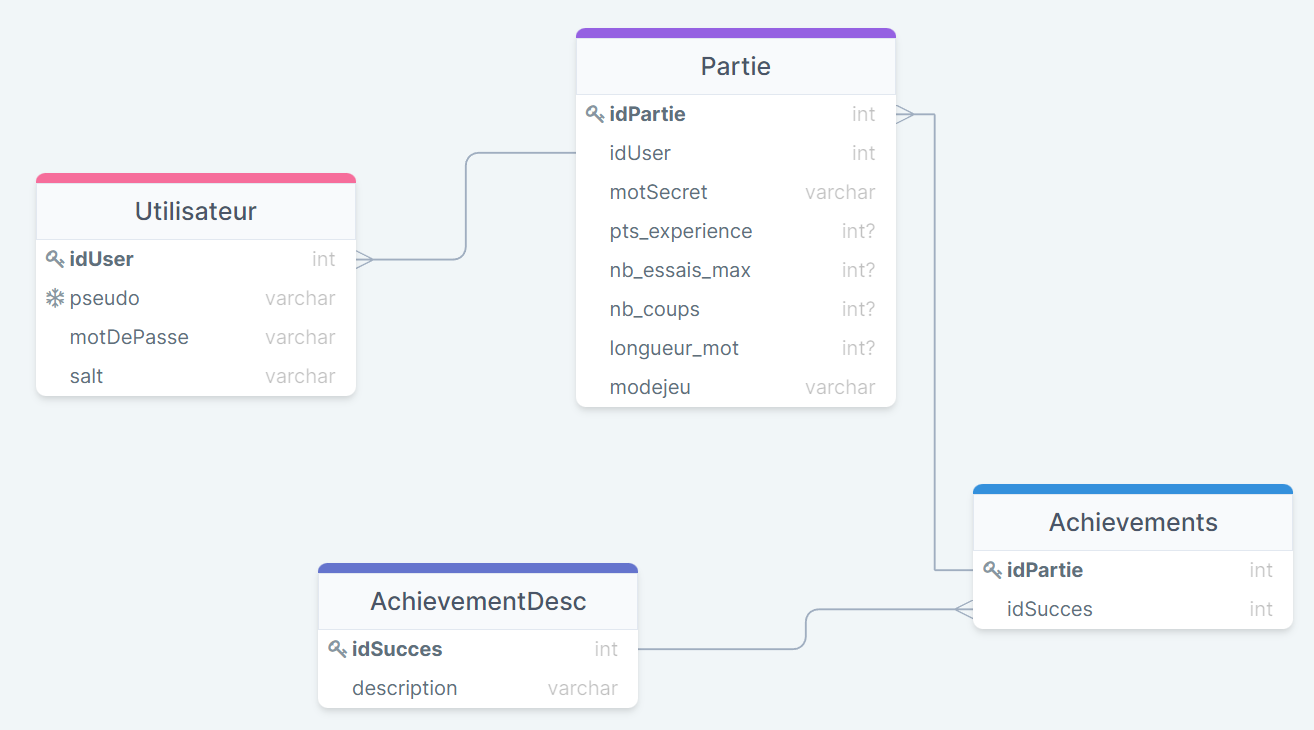 Partie
idPartie int
idUser int
motSecret varchar
pts_experience int?
nb_essais_max int?
nb_coups int?
longueur_mot int?
modejeu varchar
Utilisateur
idUser int
pseudo varchar
motDePasse varchar
salt varchar
Achievements
idPartie int
idSucces int
AchievementDesc
idSucces int
description varchar